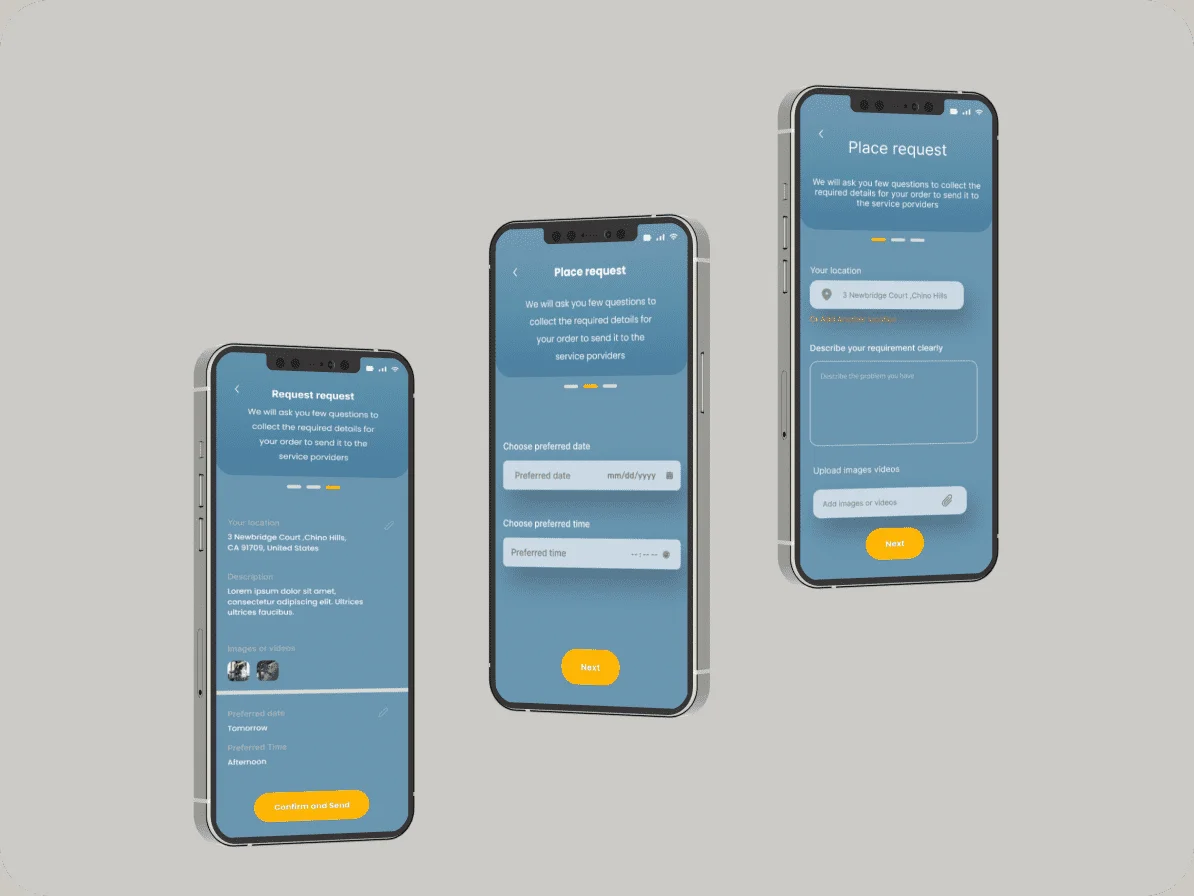 Request request
We will ask you few questions to
collect the required details for
your order to send it to the
service porviders
Your location
3 Newbridge Court ,Chino Hills,
CA 91709, United States
Description
Lorem ipsum dolor sit amet,
consectetur adipiscing elit. Ultrices
ultrices faucibus.
Images or videos
Preferred date
Tomorrow
Preferred Time
Afternoon
Confirm and Send
Place request
We will ask you few questions to
collect the required details for
your order to send it to the
service porviders
Choose preferred date
Preferred date mm/dd/yyyy
Choose preferred time
Preferred time --:-- --
Next
Place request
We will ask you few questions to collect the
required details for your order to send it to
the service porviders
Your location
3 Newbridge Court ,Chino Hills
Or Add Another Location
Describe your requirement clearly
Describe the problem you have
Upload images videos
Add images or videos
Next